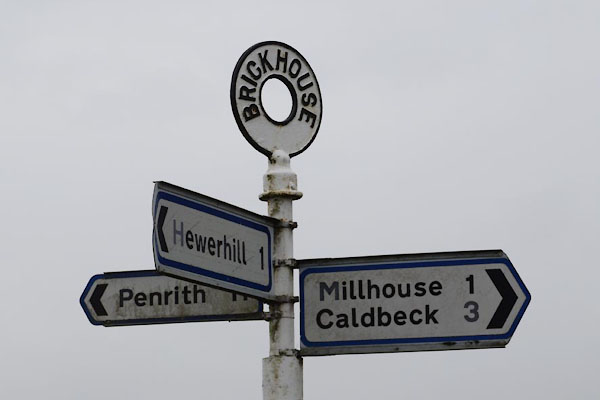 BRICKHOUSE
Hewerhill 1
Penrith
Millhouse 1
Caldbeck 3